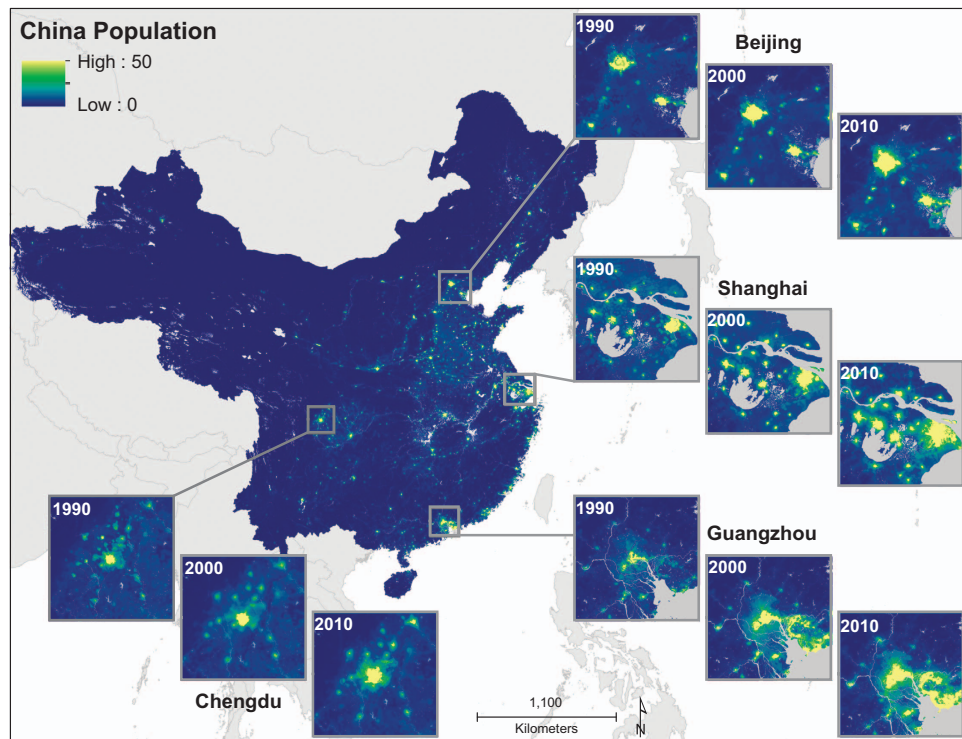 China Population
High : 50
Low : 0
1990
Beijing
2000
2010
1990
Shanghai
2000
2010
1990
Guangzhou
2000
2010
1990
2000
2010
Chengdu
1,100
Kilometers
N